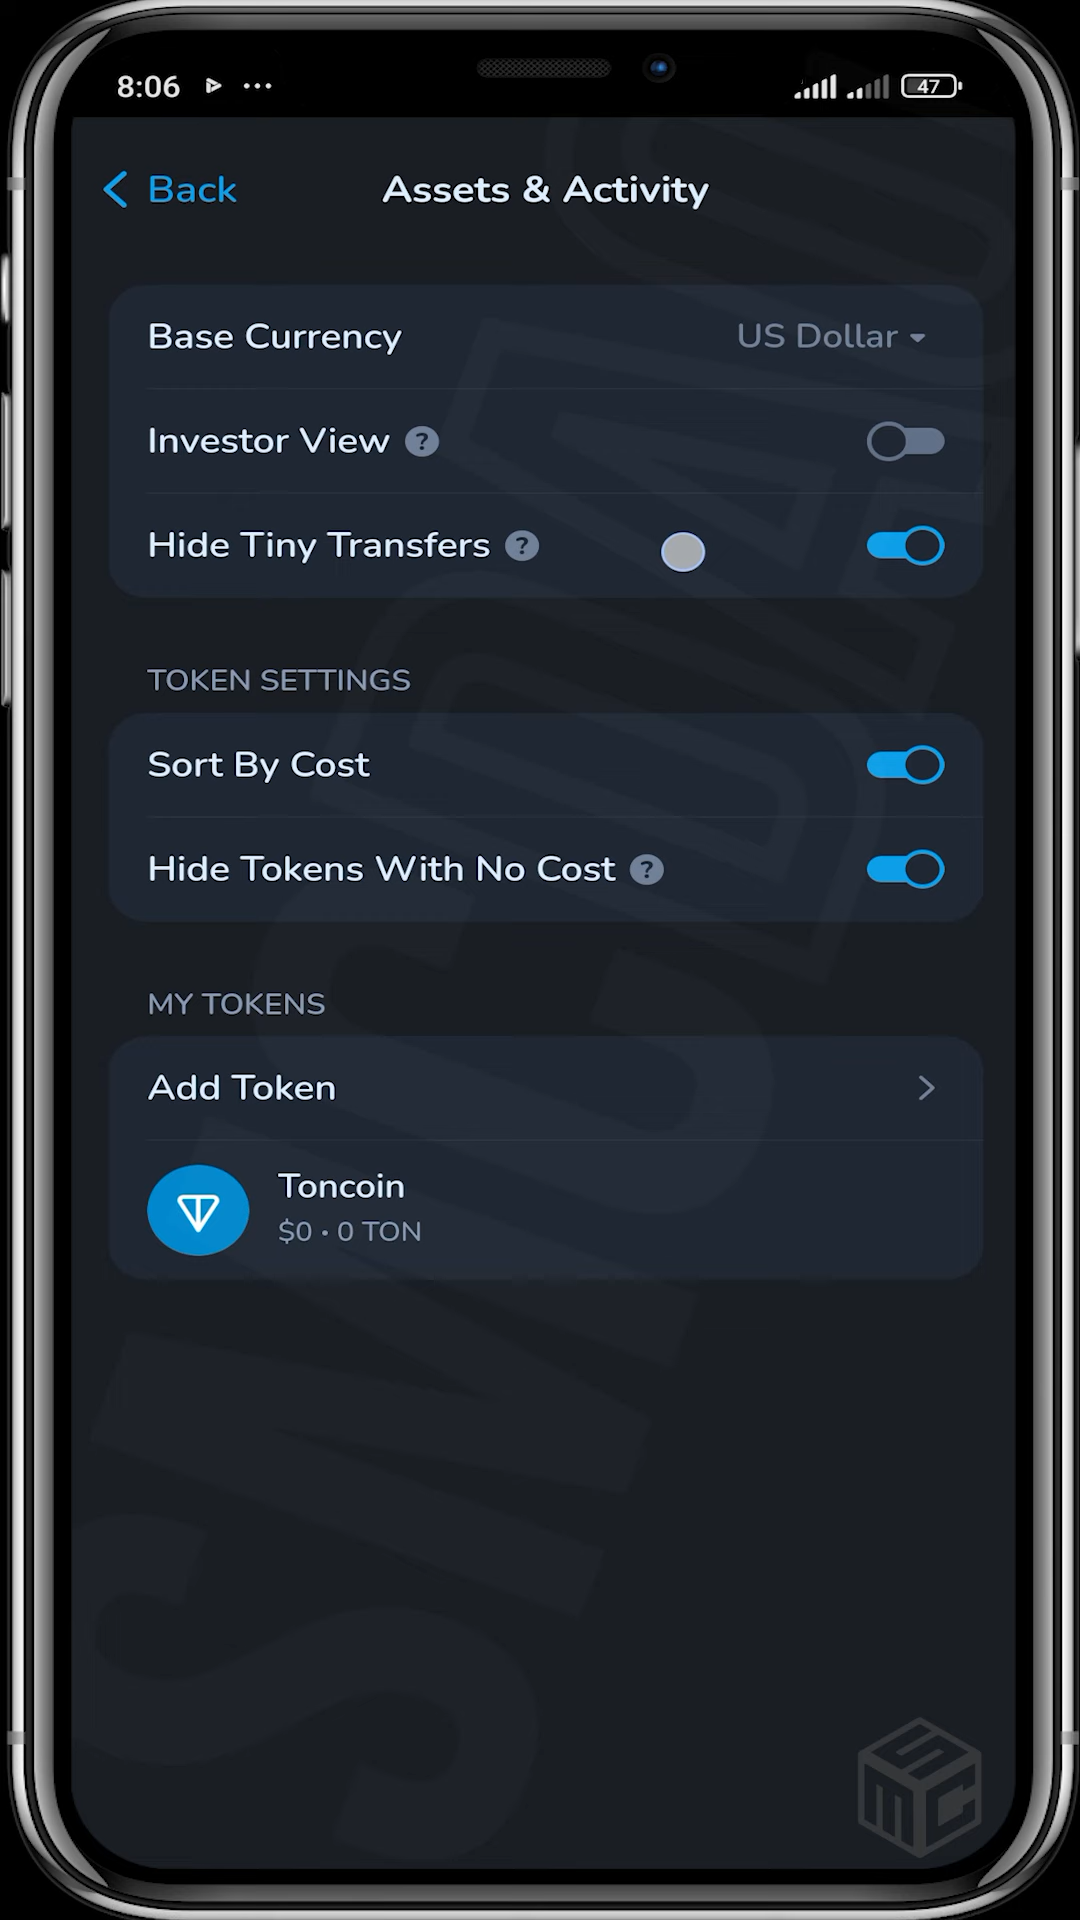 8:06
47
Back
Assets & Activity
Base Currency
US Dollar
Investor View ?
Hide Tiny Transfers ?
TOKEN SETTINGS
Sort By Cost
Hide Tokens With No Cost ?
MY TOKENS
Add Token
Toncoin
$0 • 0 TON
SMC